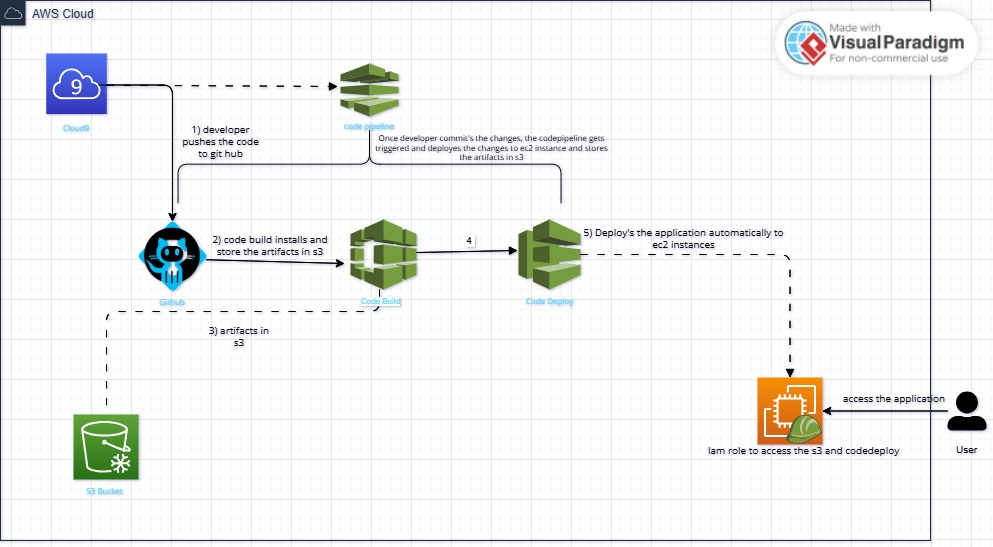 AWS Cloud
Made with
VisualParadigm
For non-commercial use
9
Cloud9
code pipeline
1) developer
pushes the code
to git hub
Once developer commit's the changes, the codepipeline gets
triggered and deployes the changes to ec2 instance and stores
the artifacts in s3
2) code build installs and
store the artifacts in s3
4
5) Deploy's the application automatically to
ec2 instances
Github
Code Build
Code Deploy
3) artifacts in
s3
access the application
Iam role to access the s3 and codedeploy
User
S3 Bucket